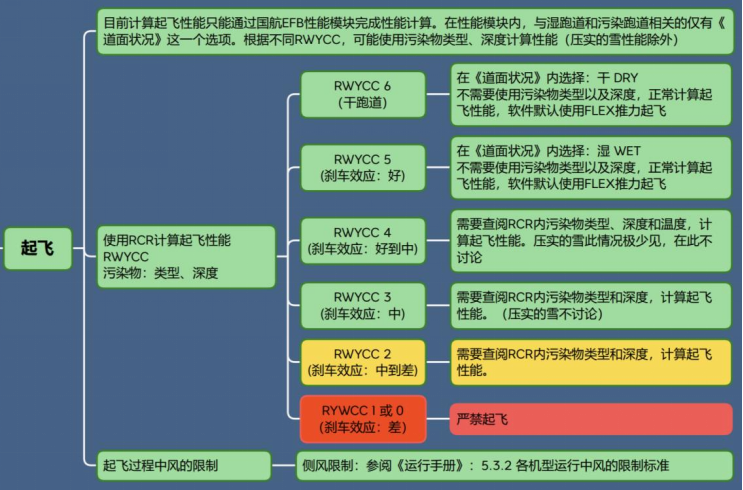 目前计算起飞性能只能通过国航EFB性能模块完成性能计算。在性能模块内，与湿跑道和污染跑道相关的仅有《
道面状况》这一个选项。根据不同RWYCC，可能使用污染物类型、深度计算性能（压实的雪性能除外）
起飞
使用RCR计算起飞性能
RWYCC
污染物：类型、深度
RWYCC 6
(干跑道)
在《道面状况》内选择：干 DRY
不需要使用污染物类型以及深度，正常计算起
飞性能，软件默认使用FLEX推力起飞
RWYCC 5
(刹车效应：好)
在《道面状况》内选择：湿 WET
不需要使用污染物类型以及深度，正常计算起
飞性能，软件默认使用FLEX推力起飞
RWYCC 4
(刹车效应：好到中)
需要查阅RCR内污染物类型、深度和温度，计
算起飞性能。压实的雪此情况极少见，在此不
讨论
RWYCC 3
(刹车效应：中)
需要查阅RCR内污染物类型和深度，计算起飞
性能。（压实的雪不讨论）
RWYCC 2
(刹车效应：中到差)
需要查阅RCR内污染物类型和深度，计算起飞
性能。
RYWCC 1 或 0
(刹车效应：差)
严禁起飞
起飞过程中风的限制
侧风限制：参阅《运行手册》：5.3.2 各机型运行中风的限制标准